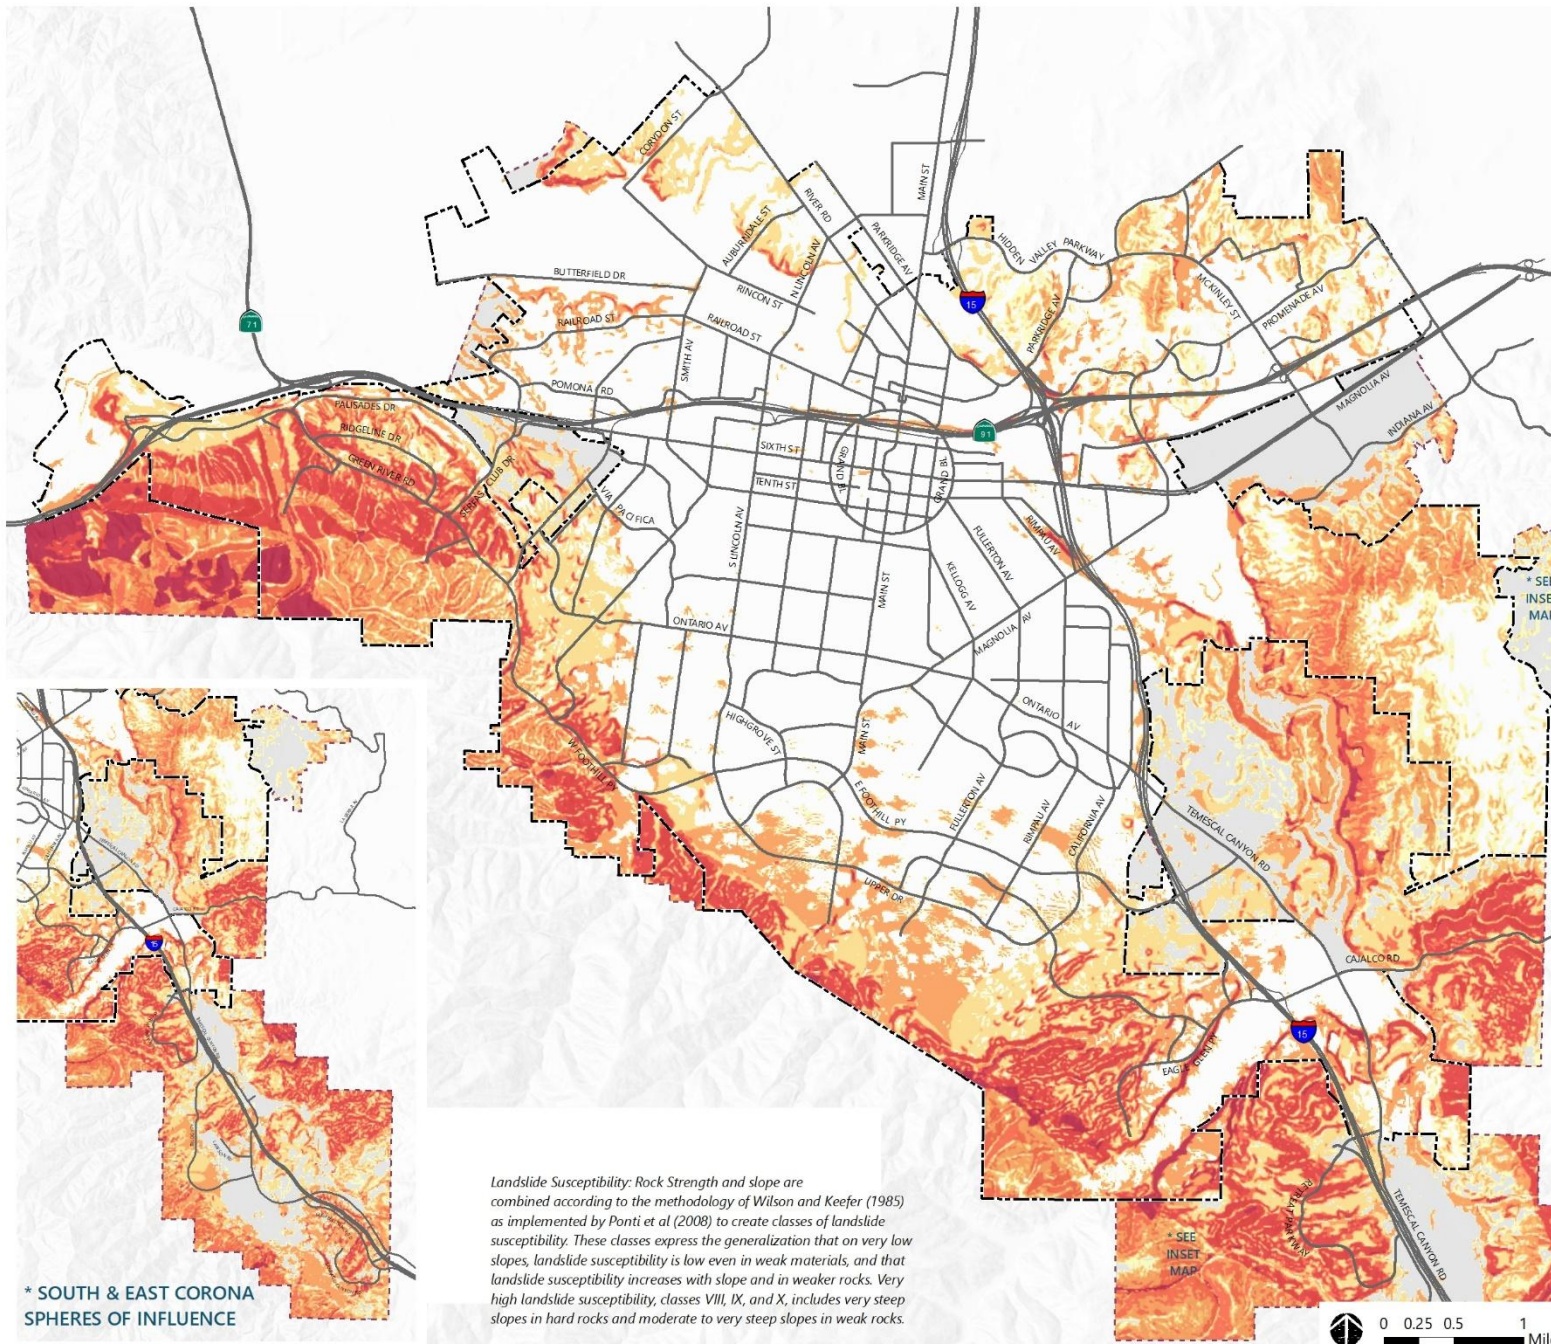 CORYDON ST
MAIN ST
RIVER RD
AUBURNDALE ST
PARKRIDGE AV
HIDDEN VALLEY PARKWAY
N LINCOLN AV
BUTTERFIELD DR
RINCON ST
MCKINLEY ST
PROMENADE AV
15
71
RAILROAD ST
RAILROAD ST
PARKRIDGE AV
SMITH AV
POMONA RD
MAGNOLIA AV
PALISADES DR
INDIANA AV
RIDGELINE DR
91
SIXTH ST
GRAND BL
GRAND BL
GREEN RIVER RD
SERFAS CLUB DR
TENTH ST
VIA PACIFICA
RIMPAU AV
S LINCOLN AV
FULLERTON AV
KELLOGG AV
MAIN ST
* SEE
INSE
MAP
ONTARIO AV
MAGNOLIA AV
ONTARIO AV
HIGHGROVE ST
MAIN ST
W FOOTHILL PY
E FOOTHILL PY
FULLERTON AV
RIMPAU AV
CALIFORNIA AV
TEMESCAL CANYON RD
UPPER DR
CAJALCO RD
15
15
EAGLE GLEN PY
RETREAT PARKWAY
TEMESCAL CANYON RD
* SEE
INSET
MAP
Landslide Susceptibility: Rock Strength and slope are
combined according to the methodology of Wilson and Keefer (1985)
as implemented by Ponti et al (2008) to create classes of landslide
susceptibility. These classes express the generalization that on very low
slopes, landslide susceptibility is low even in weak materials, and that
landslide susceptibility increases with slope and in weaker rocks. Very
high landslide susceptibility, classes VIII, IX, and X, includes very steep
slopes in hard rocks and moderate to very steep slopes in weak rocks.
* SOUTH & EAST CORONA
SPHERES OF INFLUENCE
0 0.25 0.5 1
Mil